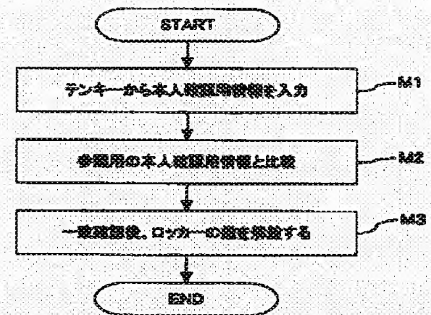 START
テンキーから本人確認用情報を入力
M1
参照用の本人確認用情報と比較
M2
一致確認後、ロッカーの錠を解錠する
M3
END